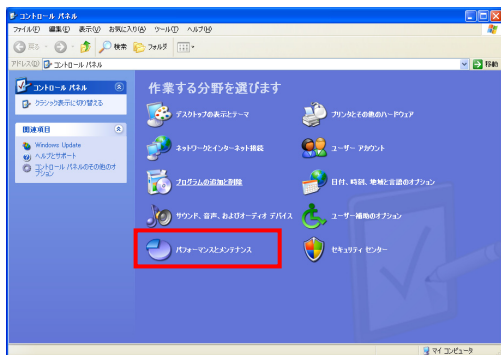 コントロール パネル
ファイル(F) 編集(E) 表示(V) お気に入り(A) ツール(T) ヘルプ(H)
戻る 検索 フォルダ
アドレス(D) コントロール パネル 移動
コントロール パネル
クラシック表示に切り替える
関連項目
Windows Update
ヘルプとサポート
コントロール パネルのその他のオプション
作業する分野を選びます
デスクトップの表示とテーマ
プリンタとその他のハードウェア
ネットワークとインターネット接続
ユーザー アカウント
プログラムの追加と削除
日付、時刻、地域と言語のオプション
サウンド、音声、およびオーディオ デバイス
ユーザー補助のオプション
パフォーマンスとメンテナンス
セキュリティ センター
マイ コンピュータ